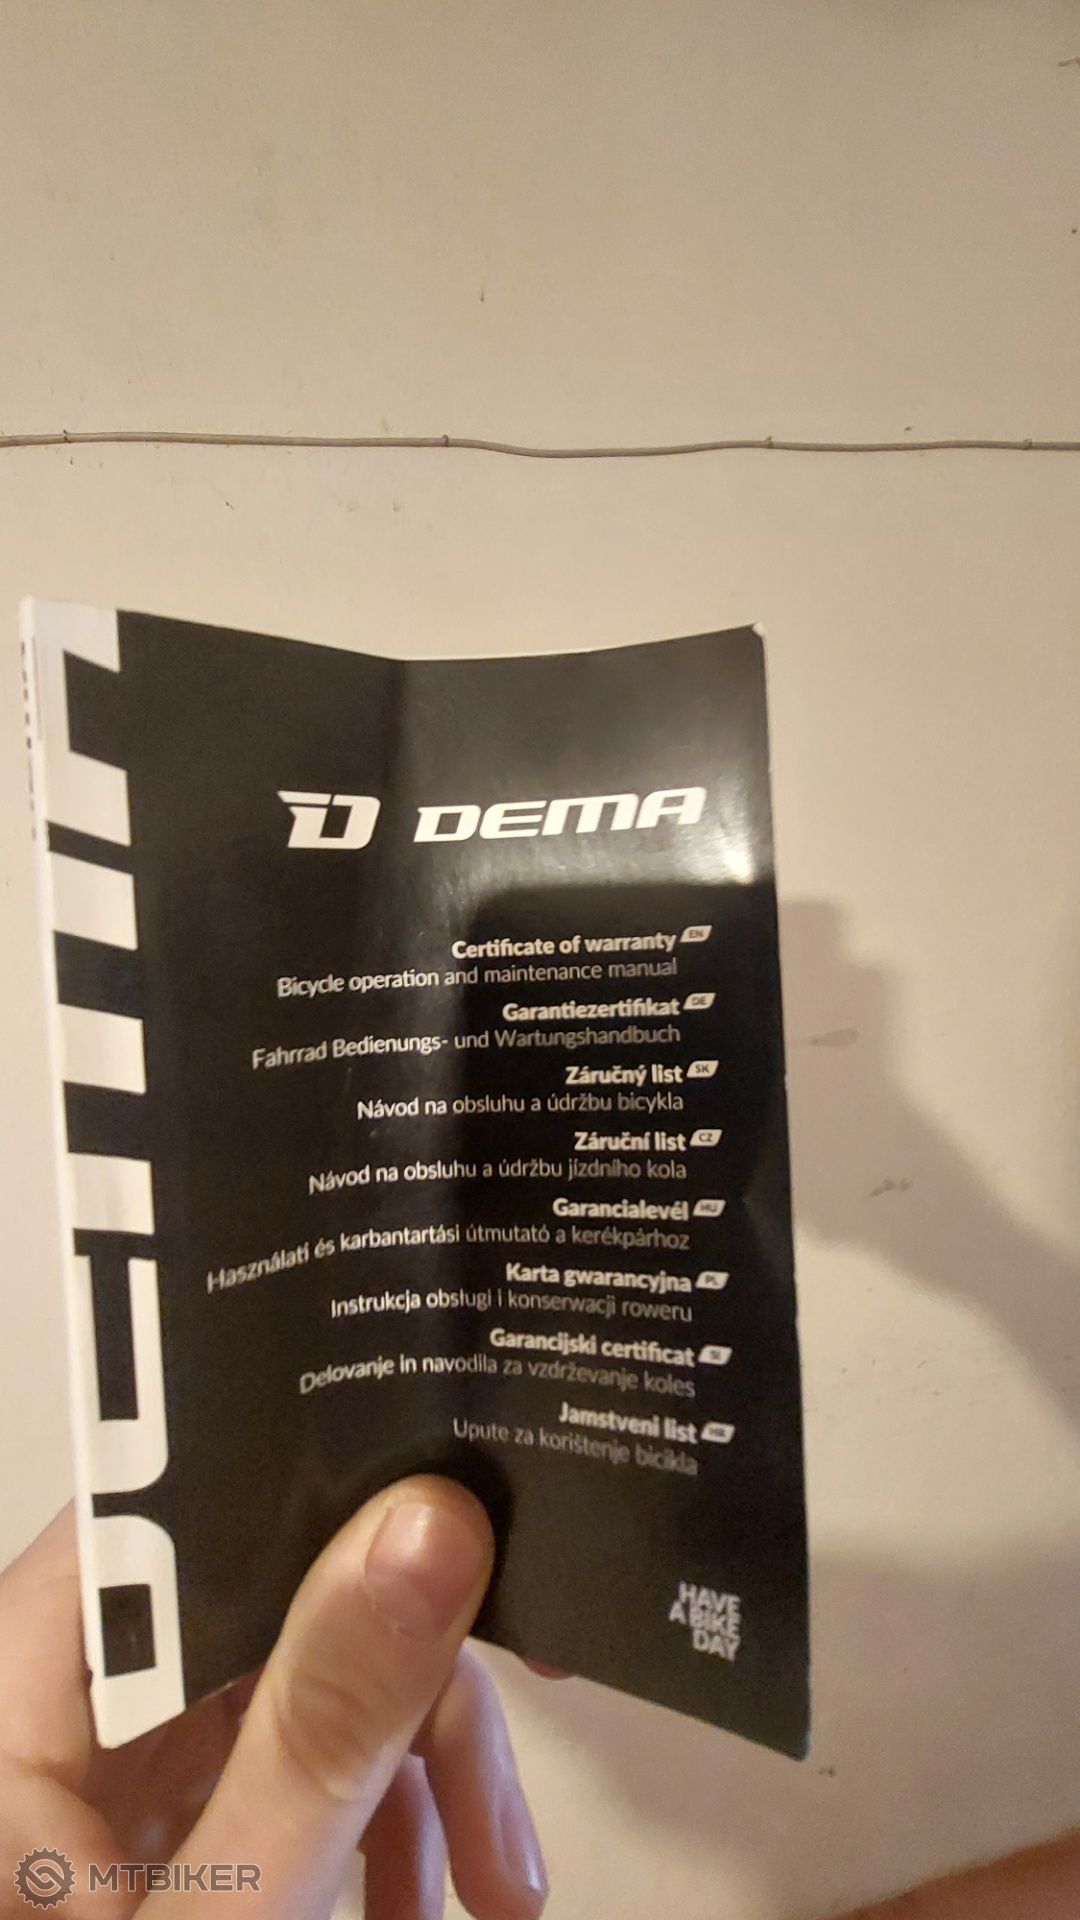 DEMA
DEMA
Certificate of warranty EN
Bicycle operation and maintenance manual
Garantiezertifikat DE
Fahrrad Bedienungs- und Wartungshandbuch
Záručný list SK
Návod na obsluhu a údržbu bicykla
Záruční list CZ
Návod na obsluhu a údržbu jízdního kola
Garancialevél HU
Használati és karbantartási útmutató a kerékpárhoz
Karta gwarancyjna PL
Instrukcja obsługi i konserwacji roweru
Garancijski certificat SI
Delovanje in navodila za vzdrževanje koles
Jamstveni list HR
Upute za korištenje bicikla
HAVE
A BIKE
DAY
MTBIKER